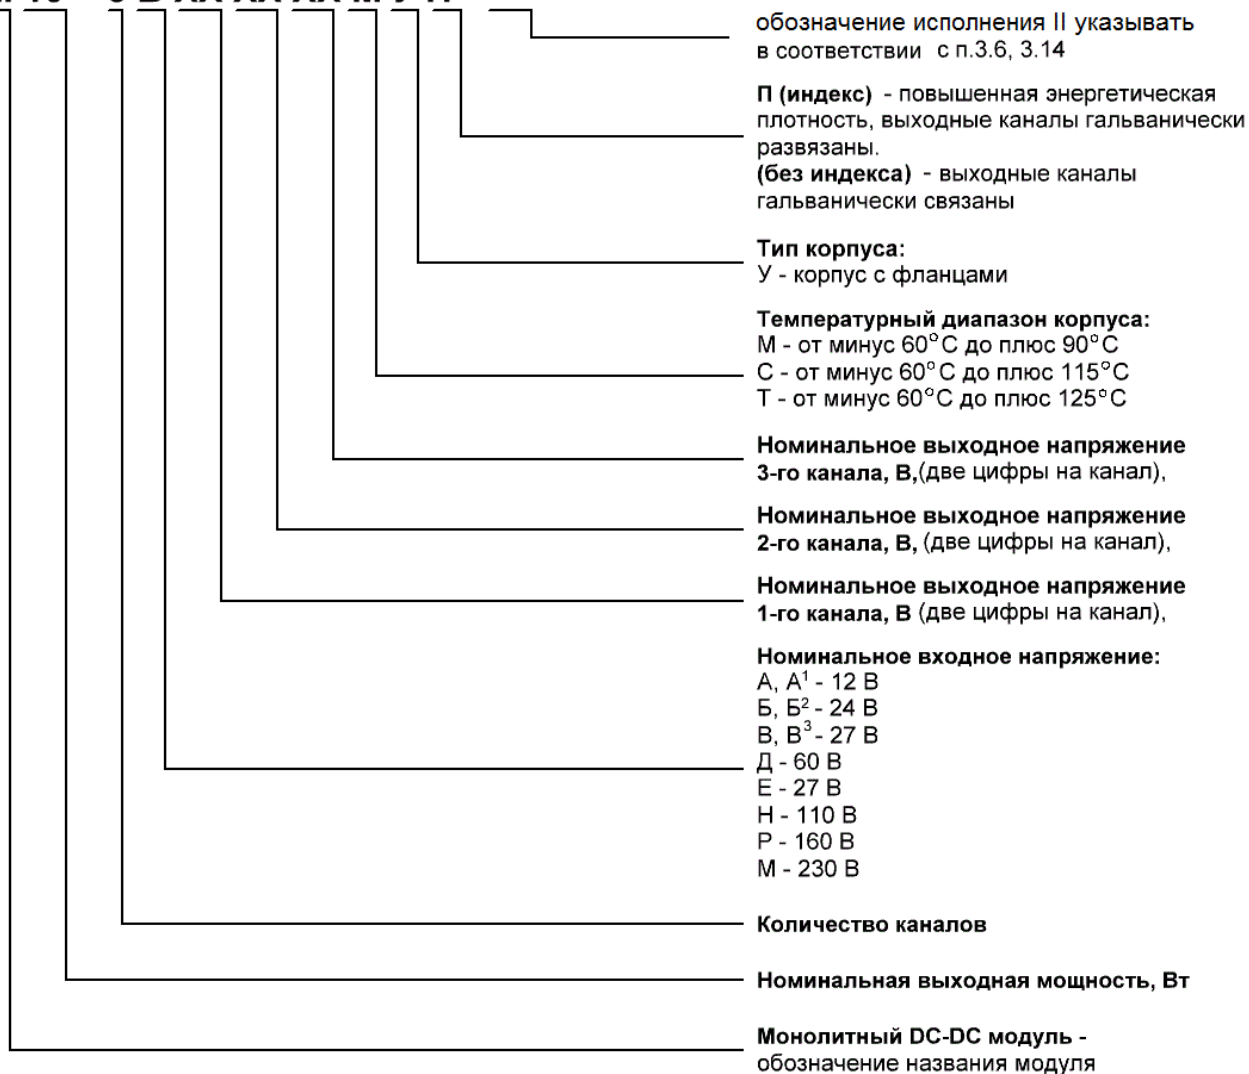 обозначение исполнения II указывать
в соответствии с п.3.6, 3.14
П (индекс) - повышенная энергетическая
плотность, выходные каналы гальванически
развязаны.
(без индекса) - выходные каналы
гальванически связаны
Тип корпуса:
У - корпус с фланцами
Температурный диапазон корпуса:
М - от минус 60°С до плюс 90°С
С - от минус 60°С до плюс 115°С
Т - от минус 60°С до плюс 125°С
Номинальное выходное напряжение
3-го канала, В,(две цифры на канал),
Номинальное выходное напряжение
2-го канала, В, (две цифры на канал),
Номинальное выходное напряжение
1-го канала, В (две цифры на канал),
Номинальное входное напряжение:
А, А¹ - 12 В
Б, Б² - 24 В
В, В³ - 27 В
Д - 60 В
Е - 27 В
Н - 110 В
Р - 160 В
М - 230 В
Количество каналов
Номинальная выходная мощность, Вт
Монолитный DC-DC модуль -
обозначение названия модуля